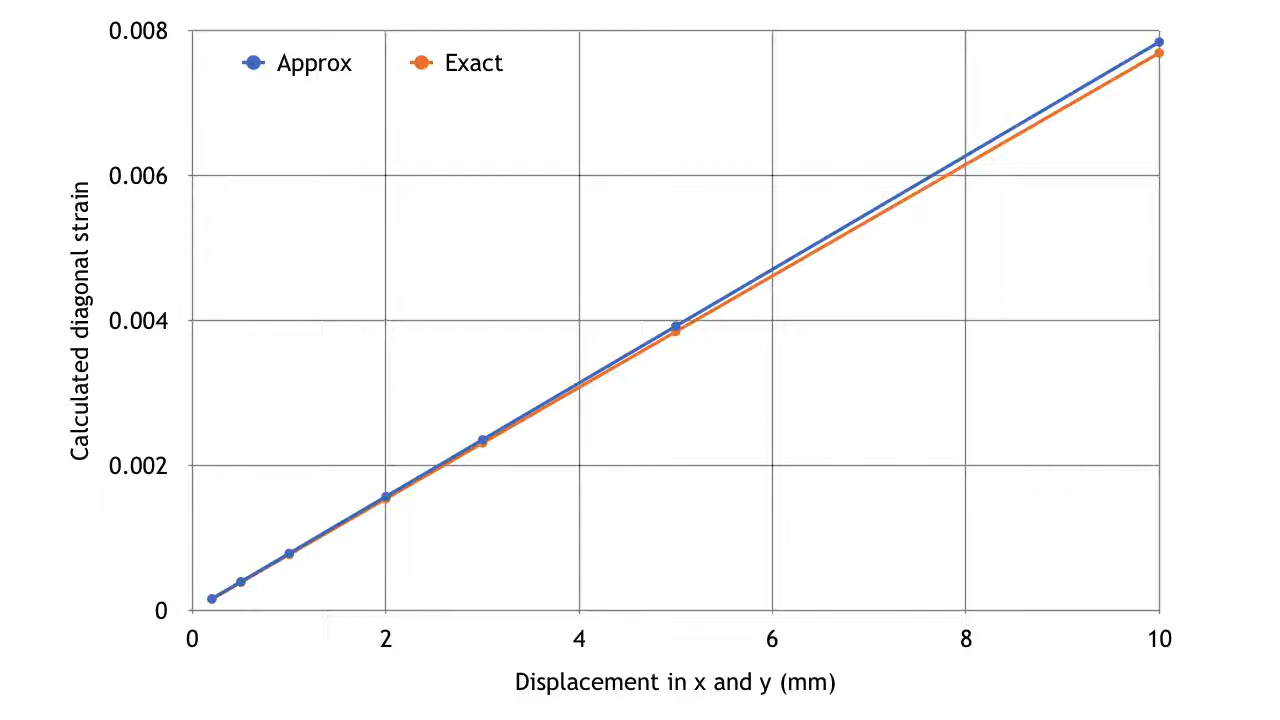 0.008
Approx
Exact
0.006
0.004
0.002
0
Calculated diagonal strain
0 2 4 6 8 10
Displacement in x and y (mm)